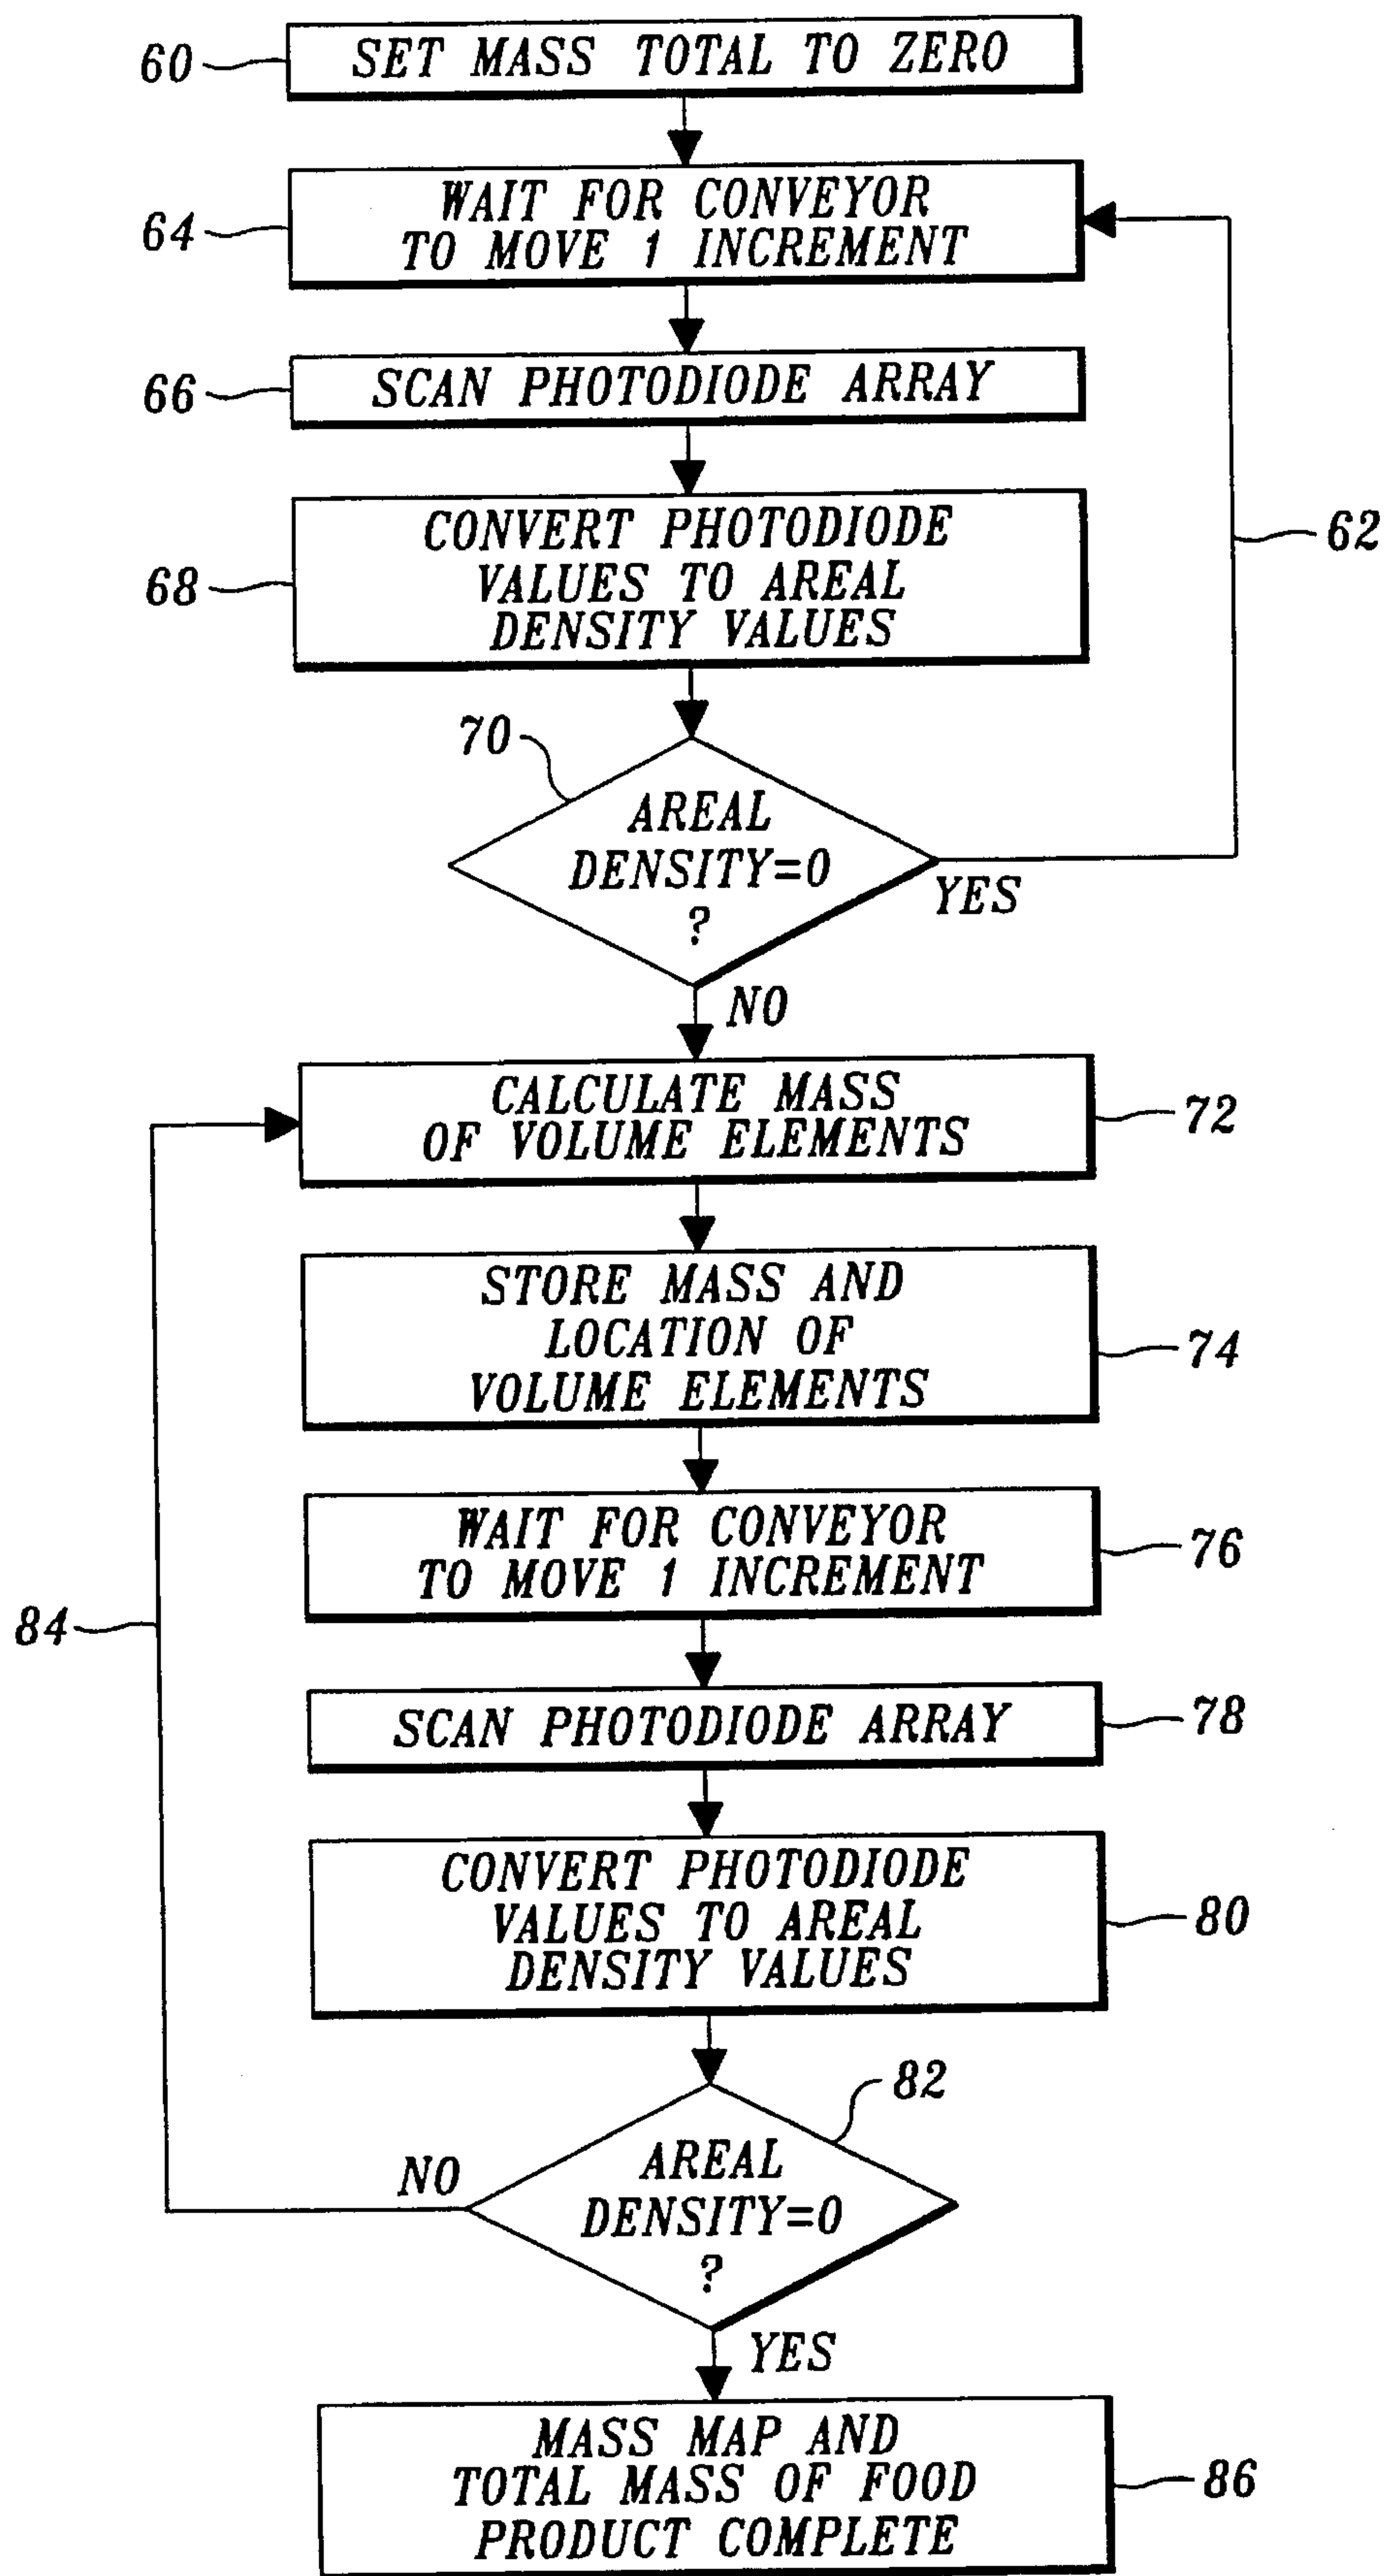 60
SET MASS TOTAL TO ZERO
64
WAIT FOR CONVEYOR
TO MOVE 1 INCREMENT
66
SCAN PHOTODIODE ARRAY
62
68
CONVERT PHOTODIODE
VALUES TO AREAL
DENSITY VALUES
70
AREAL
DENSITY=0
?
YES
NO
CALCULATE MASS
OF VOLUME ELEMENTS
72
STORE MASS AND
LOCATION OF
VOLUME ELEMENTS
74
WAIT FOR CONVEYOR
TO MOVE 1 INCREMENT
76
84
SCAN PHOTODIODE ARRAY
78
CONVERT PHOTODIODE
VALUES TO AREAL
DENSITY VALUES
80
82
NO
AREAL
DENSITY=0
?
YES
MASS MAP AND
TOTAL MASS OF FOOD
PRODUCT COMPLETE
86